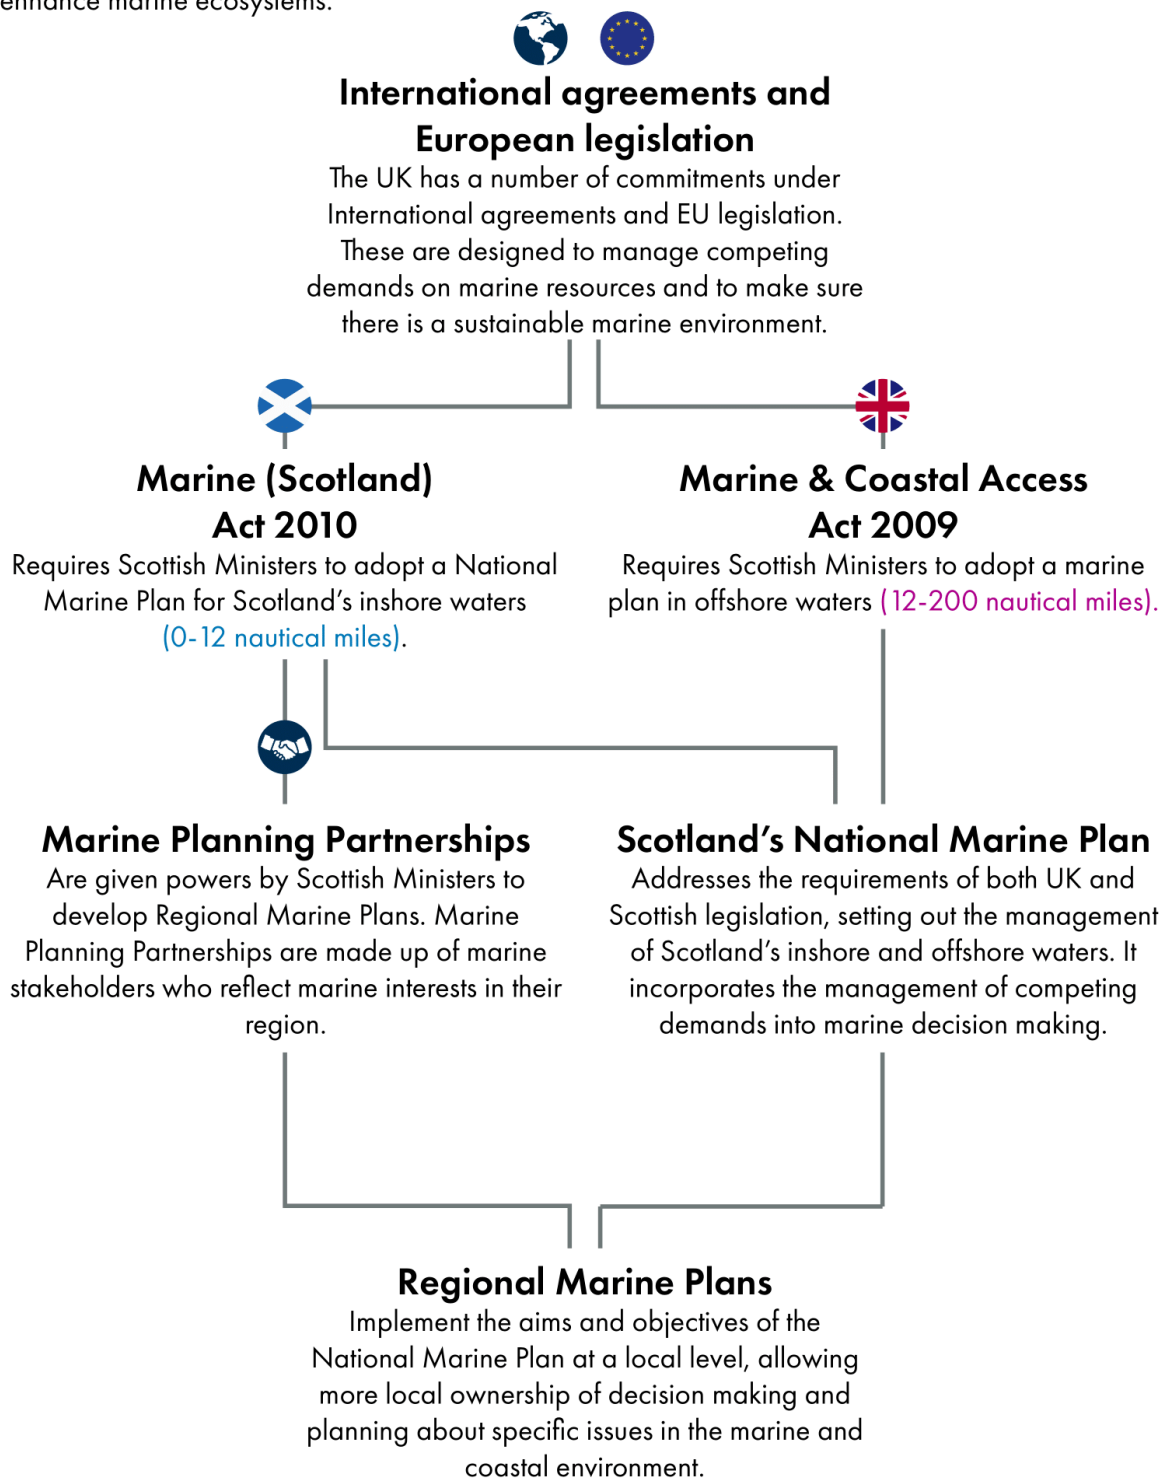 enhance marine ecosystems.
International agreements and
European legislation
The UK has a number of commitments under
International agreements and EU legislation.
These are designed to manage competing
demands on marine resources and to make sure
there is a sustainable marine environment.
Marine (Scotland)
Act 2010
Requires Scottish Ministers to adopt a National
Marine Plan for Scotland’s inshore waters
(0-12 nautical miles).
Marine & Coastal Access
Act 2009
Requires Scottish Ministers to adopt a marine
plan in offshore waters (12-200 nautical miles).
Marine Planning Partnerships
Are given powers by Scottish Ministers to
develop Regional Marine Plans. Marine
Planning Partnerships are made up of marine
stakeholders who reflect marine interests in their
region.
Scotland’s National Marine Plan
Addresses the requirements of both UK and
Scottish legislation, setting out the management
of Scotland’s inshore and offshore waters. It
incorporates the management of competing
demands into marine decision making.
Regional Marine Plans
Implement the aims and objectives of the
National Marine Plan at a local level, allowing
more local ownership of decision making and
planning about specific issues in the marine and
coastal environment.